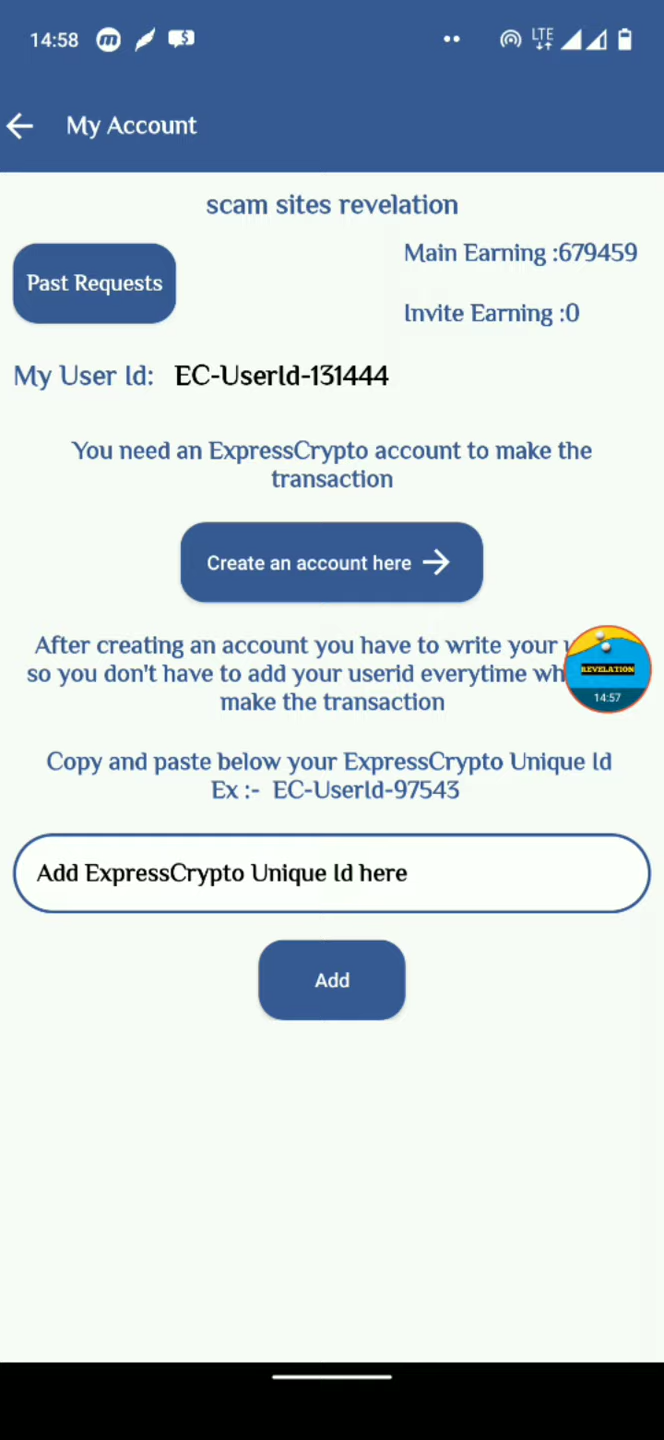 14:58
LTE
My Account
scam sites revelation
Past Requests
Main Earning :679459
Invite Earning :0
My User Id: EC-UserId-131444
You need an ExpressCrypto account to make the
transaction
Create an account here
After creating an account you have to write your
so you don't have to add your userid everytime
make the transaction
REVELATION
14:57
Copy and paste below your ExpressCrypto Unique Id
Ex :- EC-UserId-97543
Add ExpressCrypto Unique Id here
Add